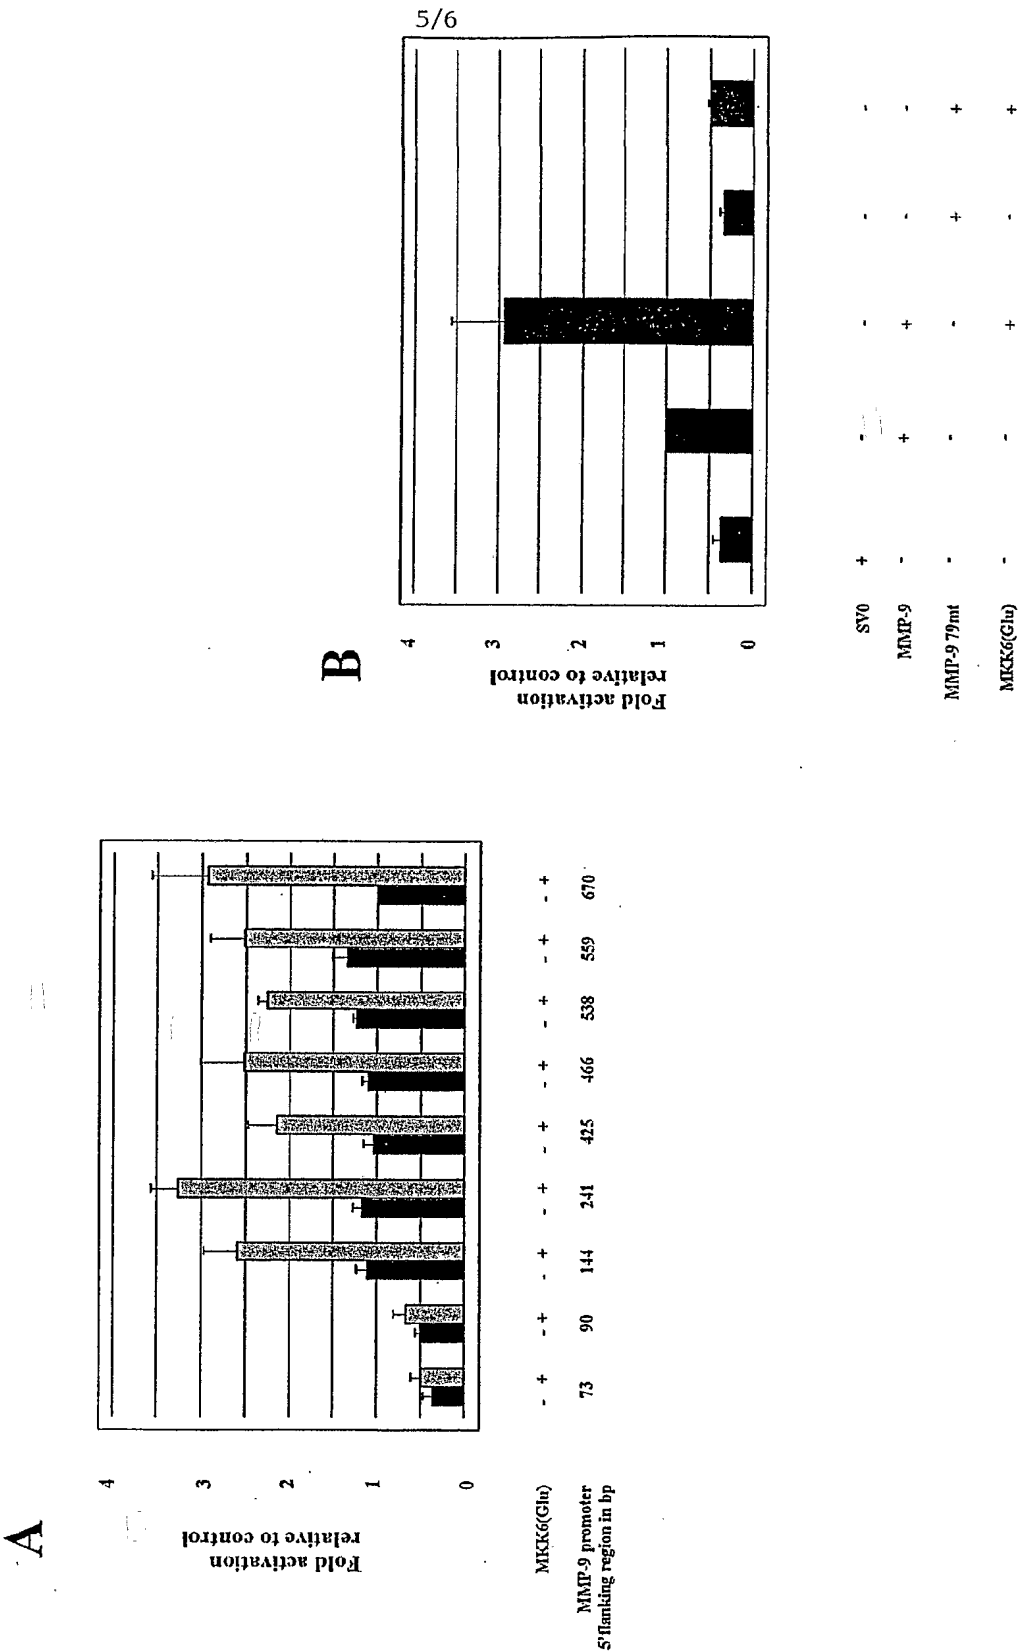 5/6
A
Fold activation
relative to control
4
3
2
1
0
MKK6(Glu)
- + - + - + - + - + - + - + - + - +
MMP-9 promoter
5'flanking region in bp
73 90 144 241 425 466 538 559 670
B
Fold activation
relative to control
4
3
2
1
0
SV0 + - - - -
MMP-9 - + + - -
MMP-9 79mt - - - + +
MKK6(Glu) - - + - +